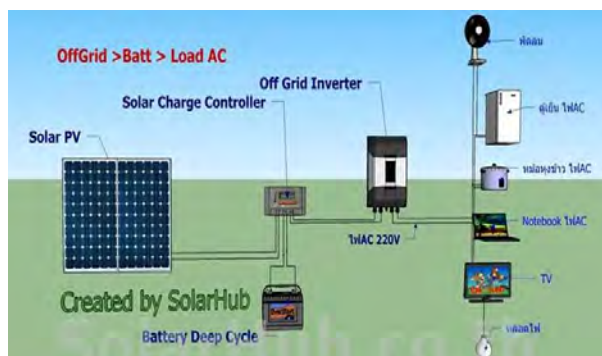 OffGrid >Batt > Load AC
พัดลม
Off Grid Inverter
Solar Charge Controller
ตู้เย็น ไฟAC
Solar PV
หม้อหุงข้าว ไฟAC
Notebook ไฟAC
ไฟAC 220V
TV
Created by SolarHub
Battery Deep Cycle
หลอดไฟ